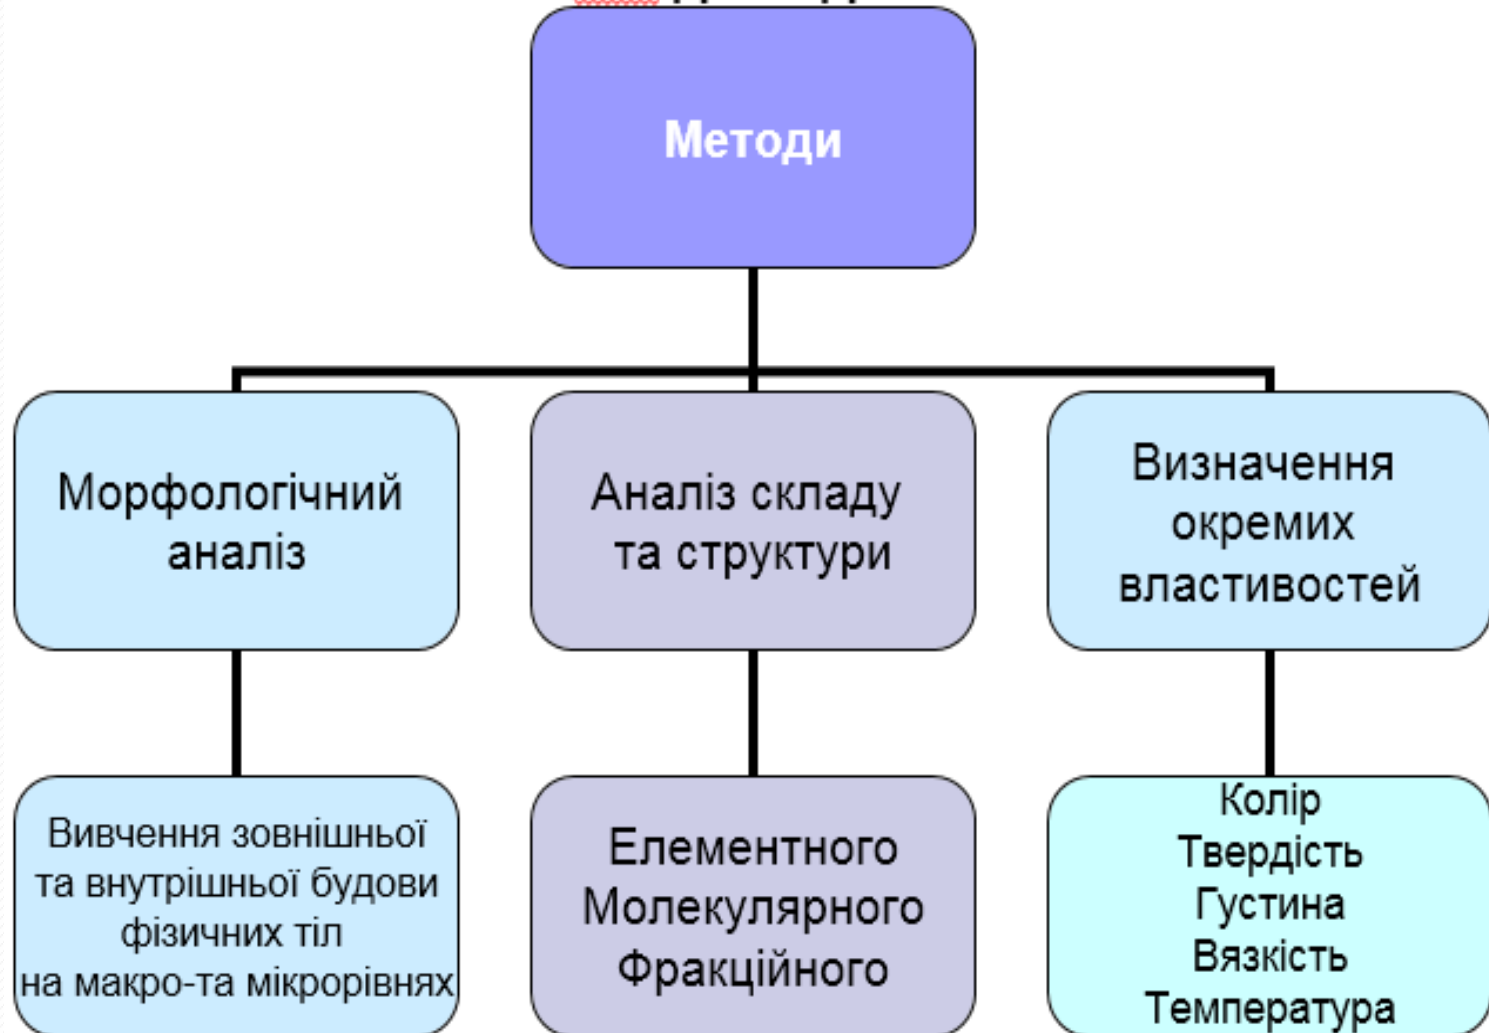 Методи
Морфологічний
аналіз
Аналіз складу
та структури
Визначення
окремих
властивостей
Вивчення зовнішньої
та внутрішньої будови
фізичних тіл
на макро-та мікрорівнях
Елементного
Молекулярного
Фракційного
Колір
Твердість
Густина
Вязкість
Температура